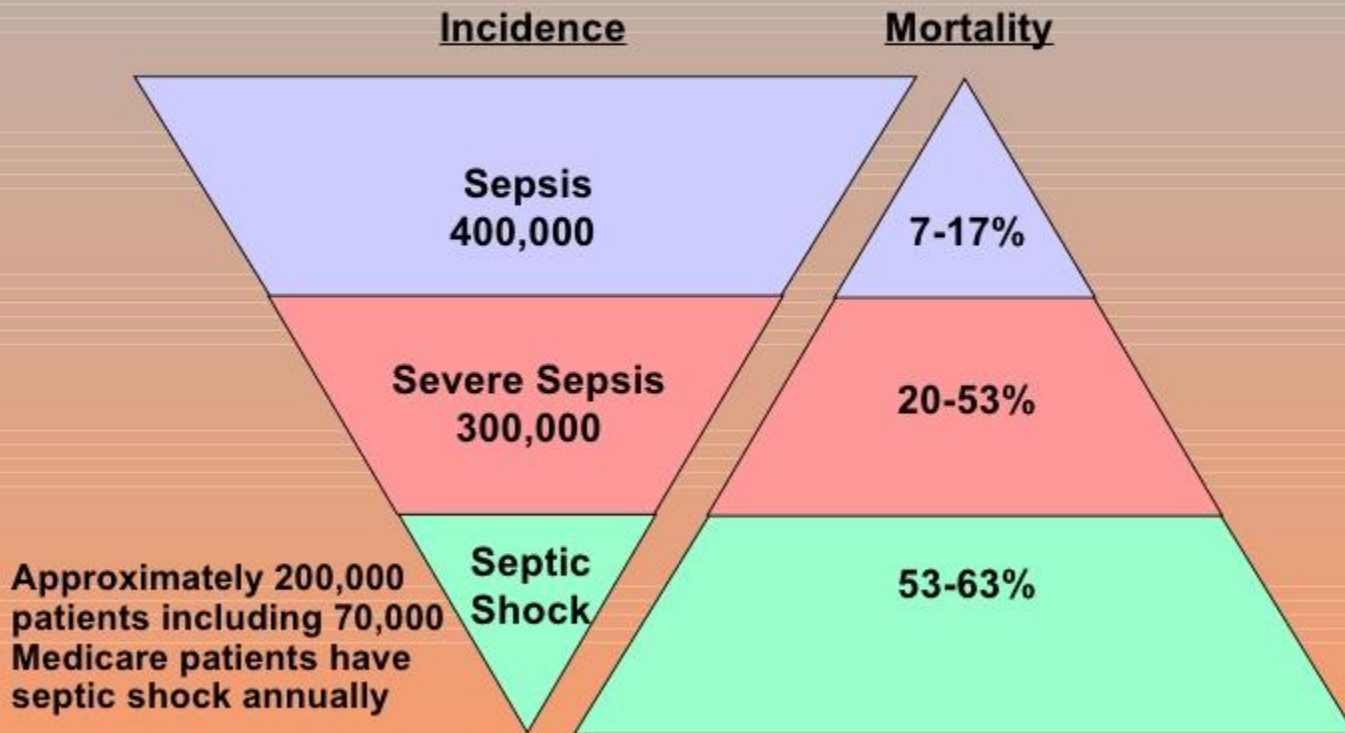 Incidence
Mortality
Sepsis
400,000
7-17%
Severe Sepsis
300,000
20-53%
Septic
Shock
53-63%
Approximately 200,000
patients including 70,000
Medicare patients have
septic shock annually